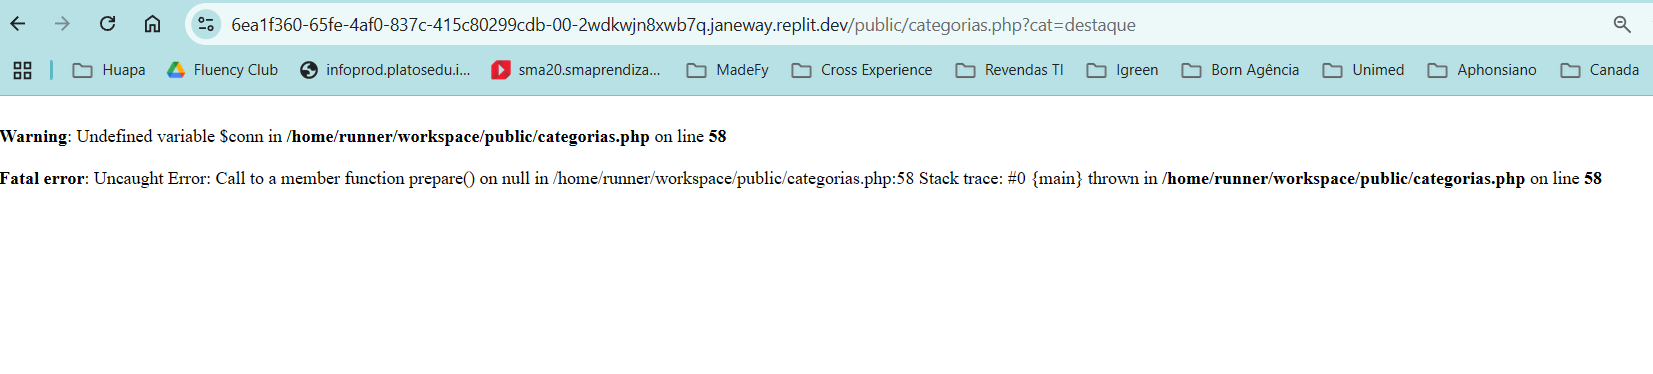 6ea1f360-65fe-4af0-837c-415c80299cdb-00-2wdkwjn8xwb7q.janeway.replit.dev/public/categorias.php?cat=destaque
Huapa Fluency Club infoprod.platosedu.i... sma20.smaprendiza... MadeFy Cross Experience Revendas TI Igreen Born Agência Unimed Aphonsiano Canada
Warning: Undefined variable $conn in /home/runner/workspace/public/categorias.php on line 58
Fatal error: Uncaught Error: Call to a member function prepare() on null in /home/runner/workspace/public/categorias.php:58 Stack trace: #0 {main} thrown in /home/runner/workspace/public/categorias.php on line 58